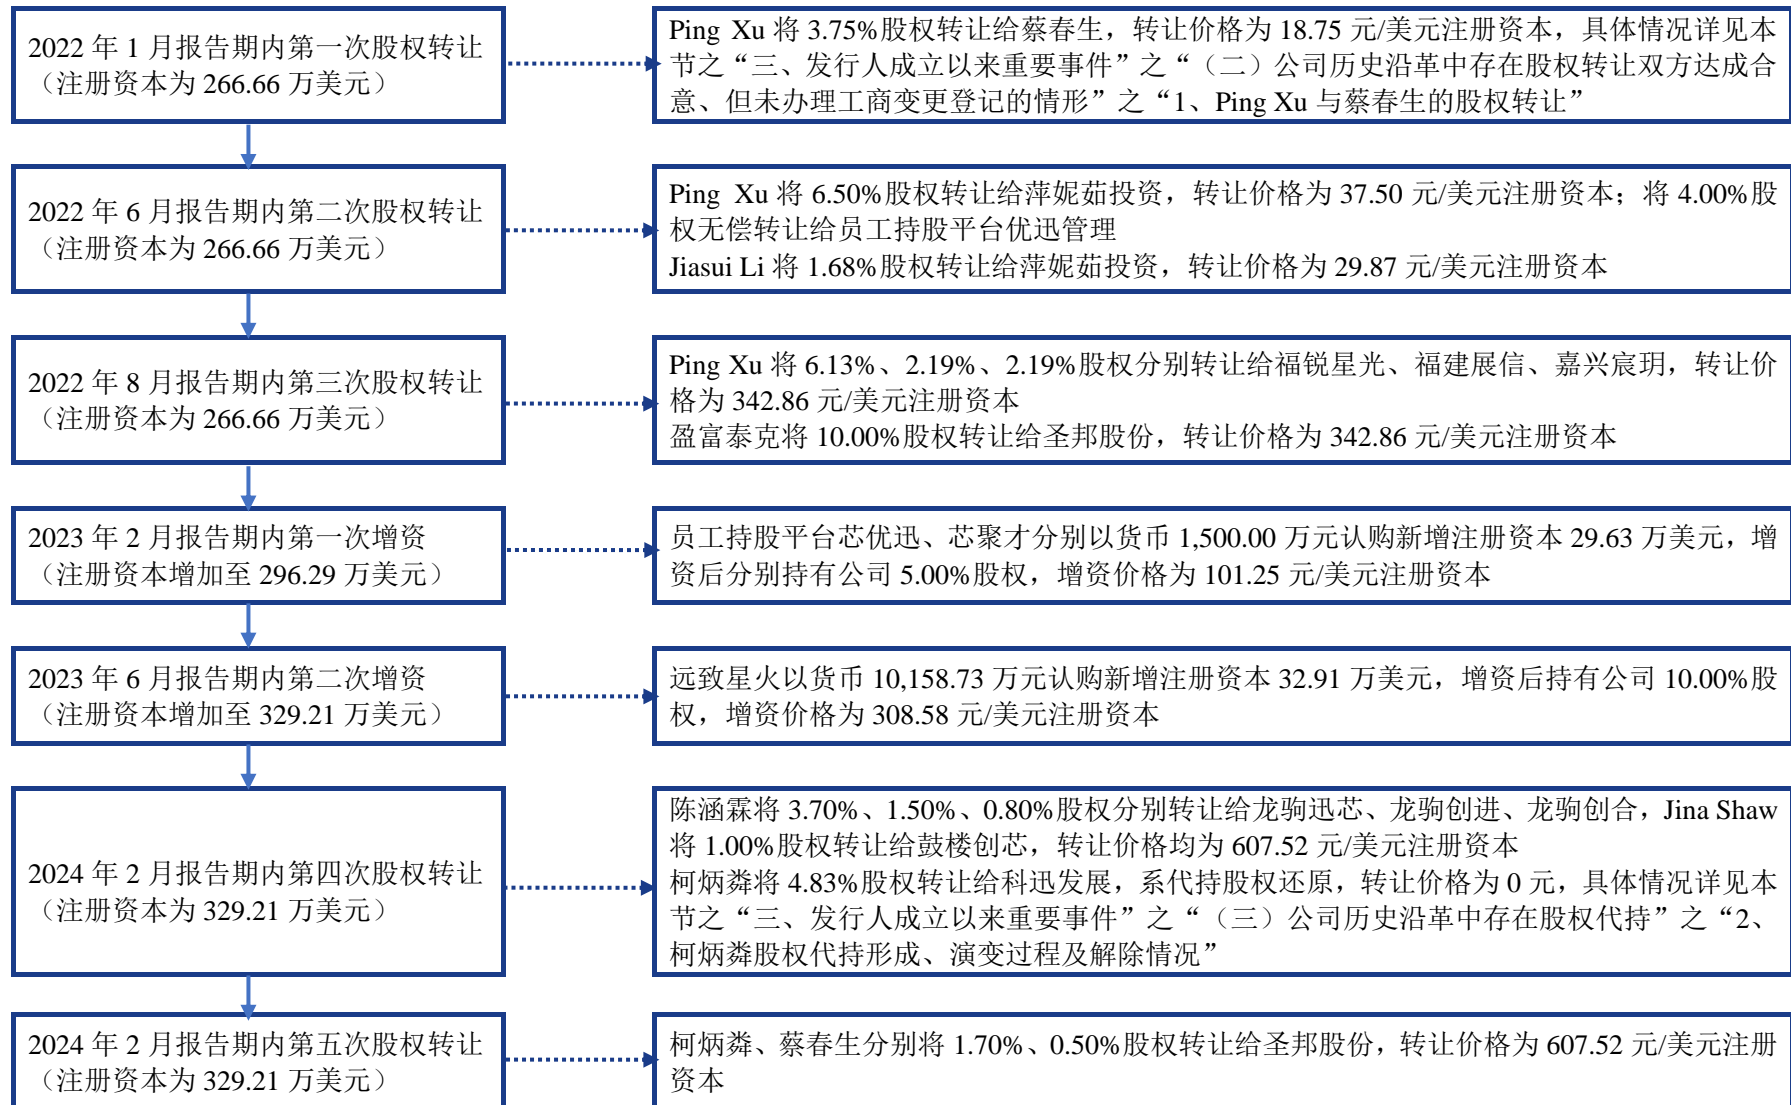 2022 年 1 月报告期内第一次股权转让
（注册资本为 266.66 万美元）
Ping Xu 将 3.75%股权转让给蔡春生，转让价格为 18.75 元/美元注册资本，具体情况详见本
节之“三、发行人成立以来重要事件”之“（二）公司历史沿革中存在股权转让双方达成合
意、但未办理工商变更登记的情形”之“1、Ping Xu 与蔡春生的股权转让”
2022 年 6 月报告期内第二次股权转让
（注册资本为 266.66 万美元）
Ping Xu 将 6.50%股权转让给萍妮茹投资，转让价格为 37.50 元/美元注册资本；将 4.00%股
权无偿转让给员工持股平台优迅管理
Jiasui Li 将 1.68%股权转让给萍妮茹投资，转让价格为 29.87 元/美元注册资本
2022 年 8 月报告期内第三次股权转让
（注册资本为 266.66 万美元）
Ping Xu 将 6.13%、2.19%、2.19%股权分别转让给福锐星光、福建展信、嘉兴宸玥，转让价
格为 342.86 元/美元注册资本
盈富泰克将 10.00%股权转让给圣邦股份，转让价格为 342.86 元/美元注册资本
2023 年 2 月报告期内第一次增资
（注册资本增加至 296.29 万美元）
员工持股平台芯优迅、芯聚才分别以货币 1,500.00 万元认购新增注册资本 29.63 万美元，增
资后分别持有公司 5.00%股权，增资价格为 101.25 元/美元注册资本
2023 年 6 月报告期内第二次增资
（注册资本增加至 329.21 万美元）
远致星火以货币 10,158.73 万元认购新增注册资本 32.91 万美元，增资后持有公司 10.00%股
权，增资价格为 308.58 元/美元注册资本
2024 年 2 月报告期内第四次股权转让
（注册资本为 329.21 万美元）
陈涵霖将 3.70%、1.50%、0.80%股权分别转让给龙驹迅芯、龙驹创进、龙驹创合，Jina Shaw
将 1.00%股权转让给鼓楼创芯，转让价格均为 607.52 元/美元注册资本
柯炳粦将 4.83%股权转让给科迅发展，系代持股权还原，转让价格为 0 元，具体情况详见本
节之“三、发行人成立以来重要事件”之“（三）公司历史沿革中存在股权代持”之“2、
柯炳粦股权代持形成、演变过程及解除情况”
2024 年 2 月报告期内第五次股权转让
（注册资本为 329.21 万美元）
柯炳粦、蔡春生分别将 1.70%、0.50%股权转让给圣邦股份，转让价格为 607.52 元/美元注册
资本